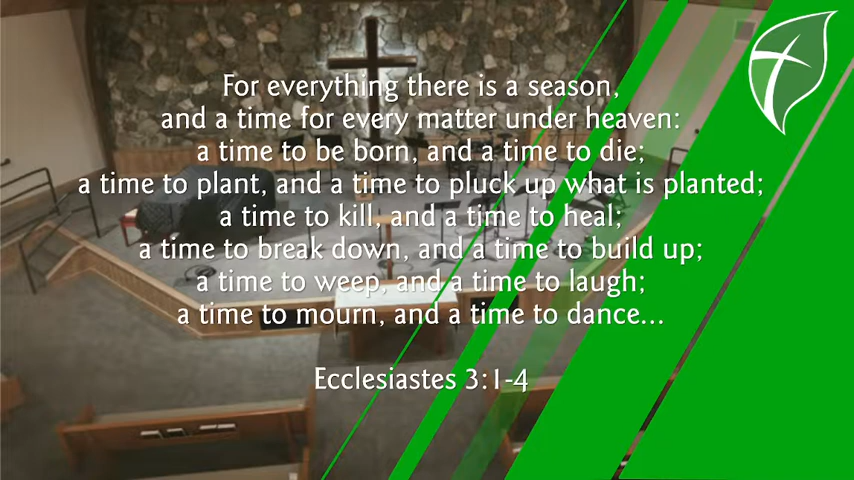 For everything there is a season,
and a time for every matter under heaven:
a time to be born, and a time to die;
a time to plant, and a time to pluck up what is planted;
a time to kill, and a time to heal;
a time to break down, and a time to build up;
a time to weep, and a time to laugh;
a time to mourn, and a time to dance...
Ecclesiastes 3:1-4